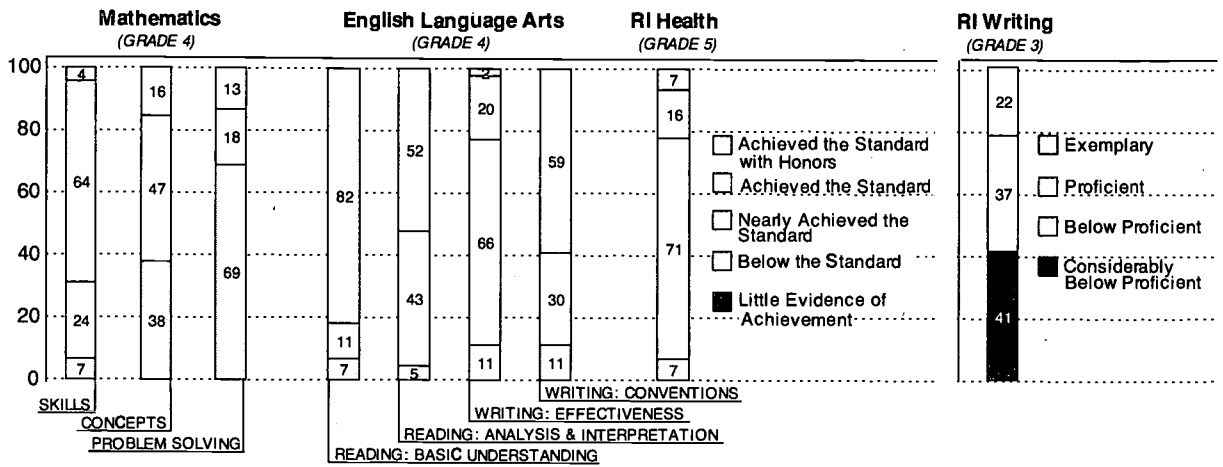 Mathematics
(GRADE 4)
English Language Arts
(GRADE 4)
RI Health
(GRADE 5)
RI Writing
(GRADE 3)
100
80
60
40
20
0
4
64
24
7
16
47
38
13
18
69
82
11
7
52
43
5
2
20
66
11
59
30
11
7
16
71
7
Achieved the Standard
with Honors
Achieved the Standard
Nearly Achieved the
Standard
Below the Standard
Little Evidence of
Achievement
22
37
41
Exemplary
Proficient
Below Proficient
Considerably
Below Proficient
SKILLS
CONCEPTS
PROBLEM SOLVING
WRITING: CONVENTIONS
WRITING: EFFECTIVENESS
READING: ANALYSIS & INTERPRETATION
READING: BASIC UNDERSTANDING